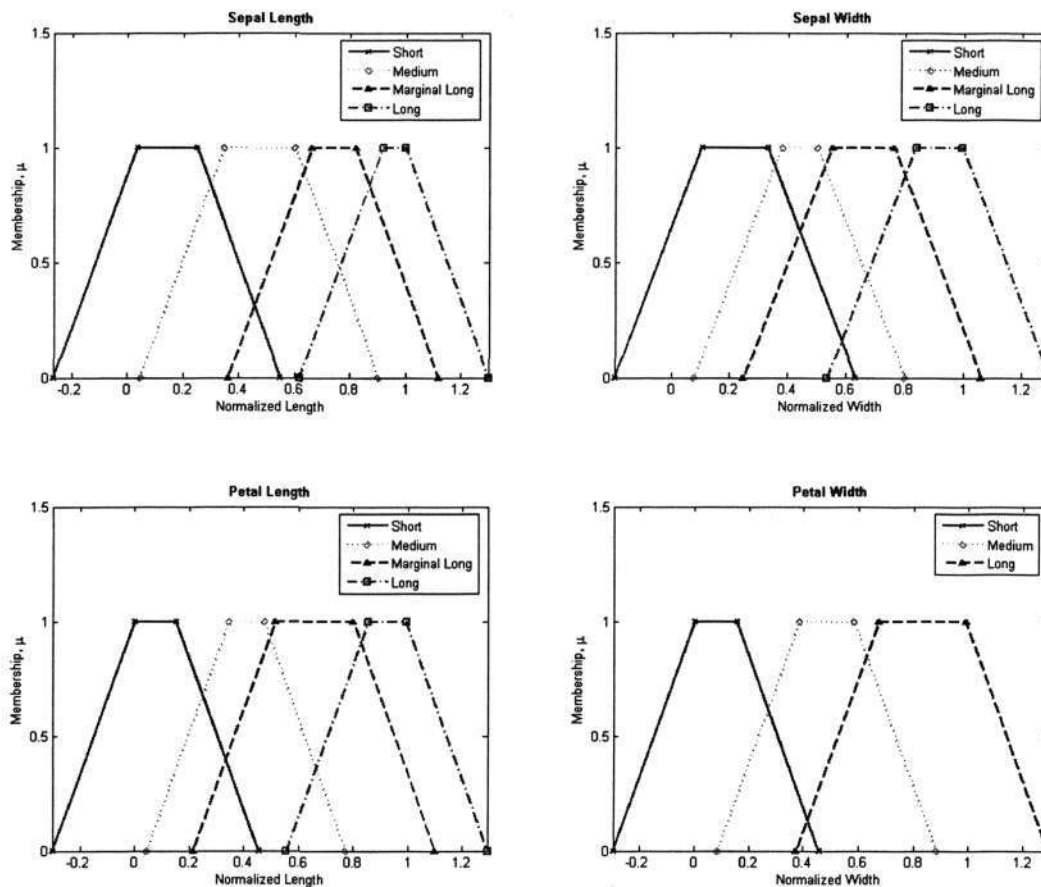 Sepal Length
1.5
1
0.5
0
Membership, μ
Short
Medium
Marginal Long
Long
-0.2 0 0.2 0.4 0.6 0.8 1 1.2
Normalized Length
Sepal Width
1.5
1
0.5
0
Membership, μ
Short
Medium
Marginal Long
Long
0 0.2 0.4 0.6 0.8 1 1.2
Normalized Width
Petal Length
1.5
1
0.5
0
Membership, μ
Short
Medium
Marginal Long
Long
-0.2 0 0.2 0.4 0.6 0.8 1 1.2
Normalized Length
Petal Width
1.5
1
0.5
0
Membership, μ
Short
Medium
Long
-0.2 0 0.2 0.4 0.6 0.8 1 1.2
Normalized Width